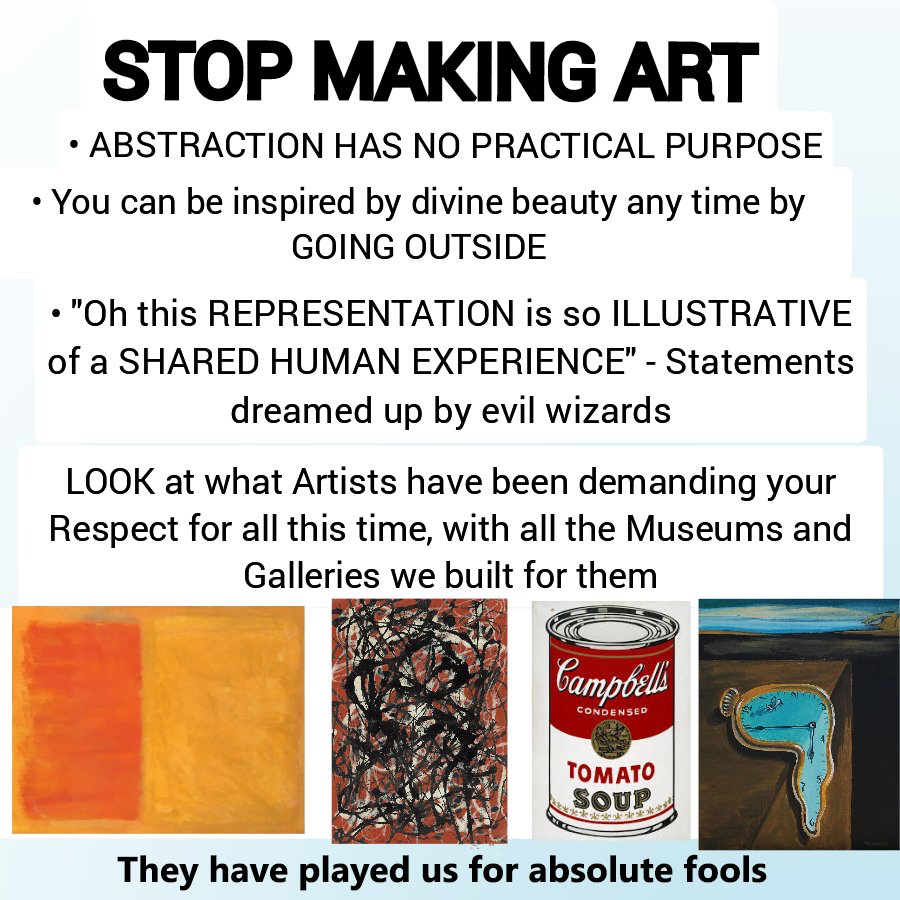 STOP MAKING ART
• ABSTRACTION HAS NO PRACTICAL PURPOSE
• You can be inspired by divine beauty any time by
GOING OUTSIDE
• "Oh this REPRESENTATION is so ILLUSTRATIVE
of a SHARED HUMAN EXPERIENCE" - Statements
dreamed up by evil wizards
LOOK at what Artists have been demanding your
Respect for all this time, with all the Museums and
Galleries we built for them
Campbell's
CONDENSED
TOMATO
SOUP
They have played us for absolute fools